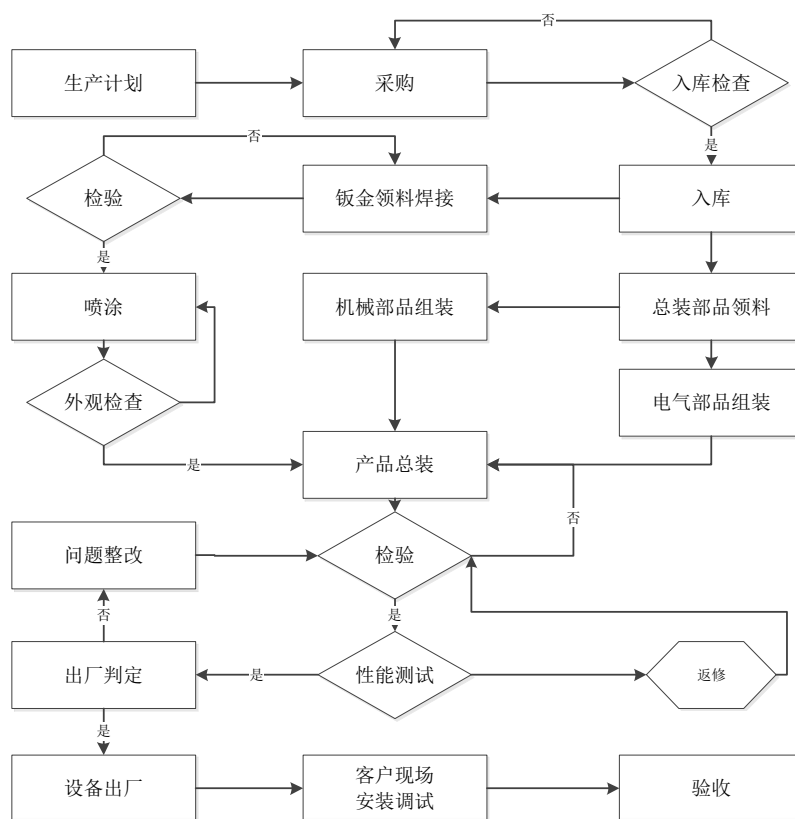 否
生产计划
采购
入库检查
否
是
检验
钣金领料焊接
入库
是
喷涂
机械部品组装
总装部品领料
外观检查
电气部品组装
是
产品总装
否
问题整改
检验
否
是
出厂判定
是
性能测试
返修
是
设备出厂
客户现场
安装调试
验收